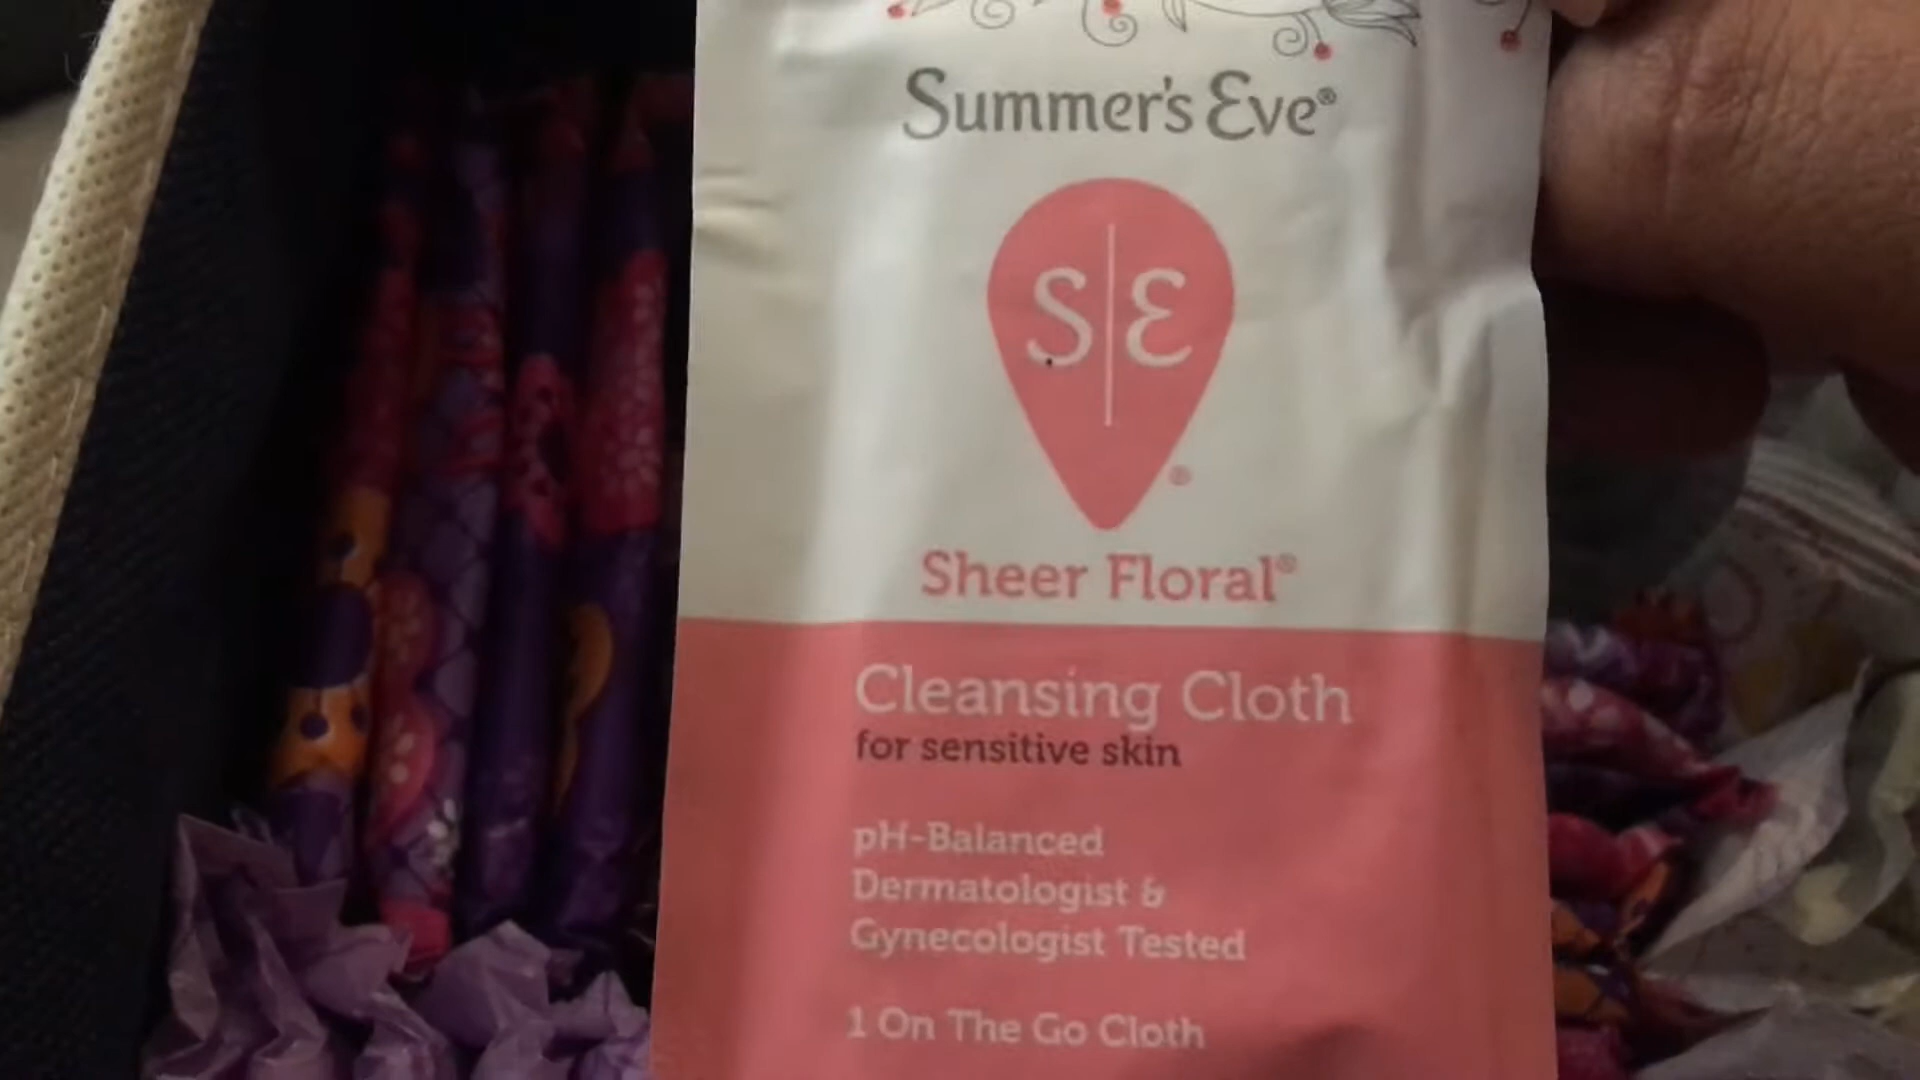 Summer's Eve®
S|E
®
Sheer Floral®
Cleansing Cloth
for sensitive skin
pH-Balanced
Dermatologist &
Gynecologist Tested
1 On The Go Cloth